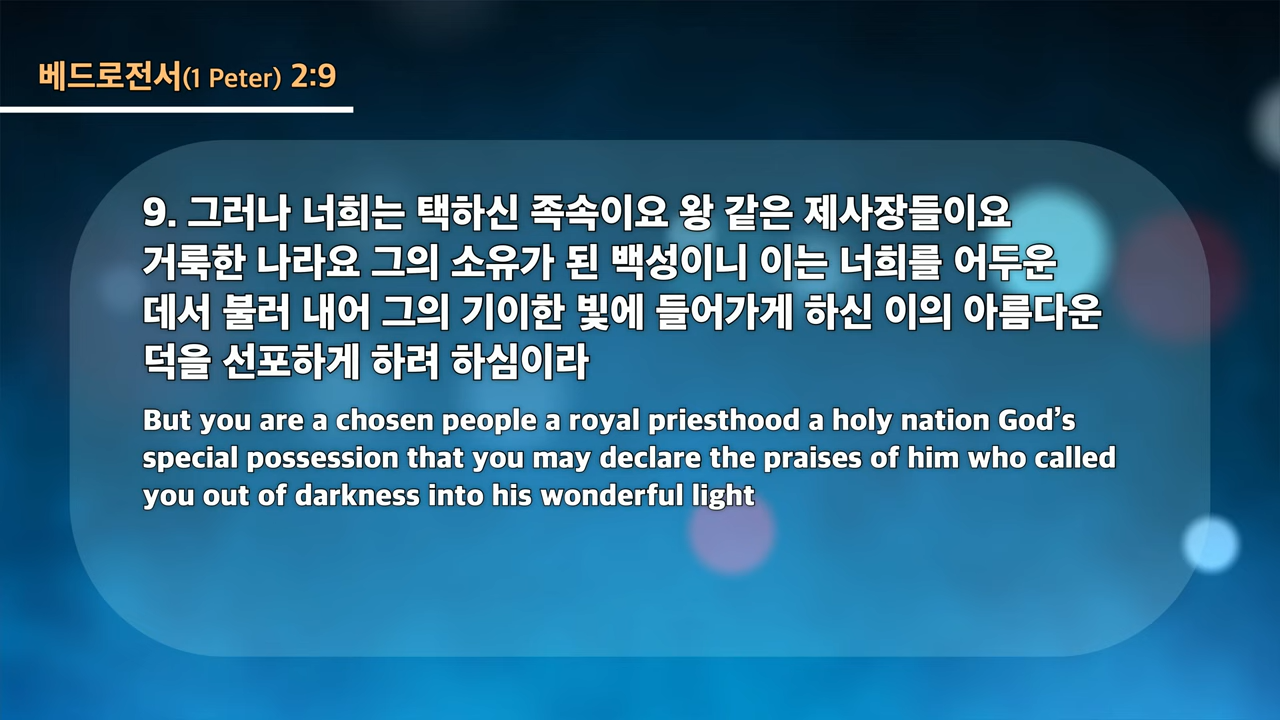 베드로전서(1 Peter) 2:9
9. 그러나 너희는 택하신 족속이요 왕 같은 제사장들이요
거룩한 나라요 그의 소유가 된 백성이니 이는 너희를 어두운
데서 불러 내어 그의 기이한 빛에 들어가게 하신 이의 아름다운
덕을 선포하게 하려 하심이라
But you are a chosen people a royal priesthood a holy nation God’s
special possession that you may declare the praises of him who called
you out of darkness into his wonderful light